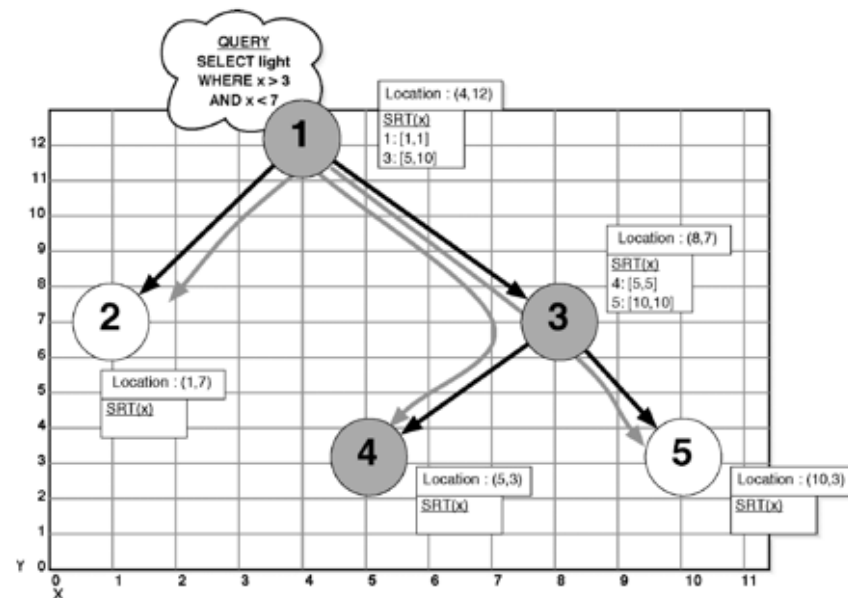 QUERY
SELECT light
WHERE x > 3
AND x < 7
1
Location : (4,12)
SRT(x)
1: [1,1]
3: [5,10]
Location : (8,7)
SRT(x)
4: [5,5]
5: [10,10]
2
3
Location : (1,7)
SRT(x)
4
5
Location : (5,3)
SRT(x)
Location : (10,3)
SRT(x)
12
11
10
9
8
7
6
5
4
3
2
1
0
Y
0 1 2 3 4 5 6 7 8 9 10 11
X